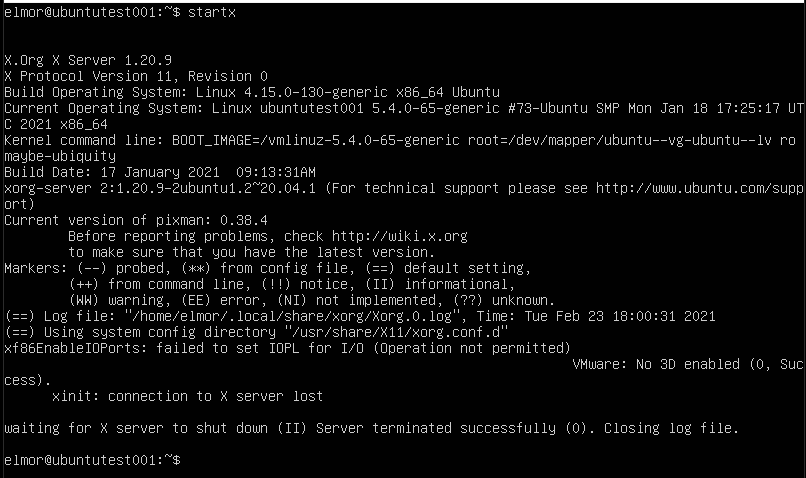 elmor@ubuntutest001:~$ startx
X.Org X Server 1.20.9
X Protocol Version 11, Revision 0
Build Operating System: Linux 4.15.0-130-generic x86_64 Ubuntu
Current Operating System: Linux ubuntutest001 5.4.0-65-generic #73-Ubuntu SMP Mon Jan 18 17:25:17 UT
C 2021 x86_64
Kernel command line: BOOT_IMAGE=/vmlinuz-5.4.0-65-generic root=/dev/mapper/ubuntu--vg-ubuntu--lv ro
maybe-ubiquity
Build Date: 17 January 2021  09:13:31AM
xorg-server 2:1.20.9-2ubuntu1.2~20.04.1 (For technical support please see http://www.ubuntu.com/supp
ort)
Current version of pixman: 0.38.4
        Before reporting problems, check http://wiki.x.org
        to make sure that you have the latest version.
Markers: (--) probed, (**) from config file, (==) default setting,
        (++) from command line, (!!) notice, (II) informational,
        (WW) warning, (EE) error, (NI) not implemented, (??) unknown.
(==) Log file: "/home/elmor/.local/share/xorg/Xorg.0.log", Time: Tue Feb 23 18:00:31 2021
(==) Using system config directory "/usr/share/X11/xorg.conf.d"
xf86EnableIOPorts: failed to set IOPL for I/O (Operation not permitted)
                                                                       VMware: No 3D enabled (0, Suc
cess).
      xinit: connection to X server lost
waiting for X server to shut down (II) Server terminated successfully (0). Closing log file.
elmor@ubuntutest001:~$